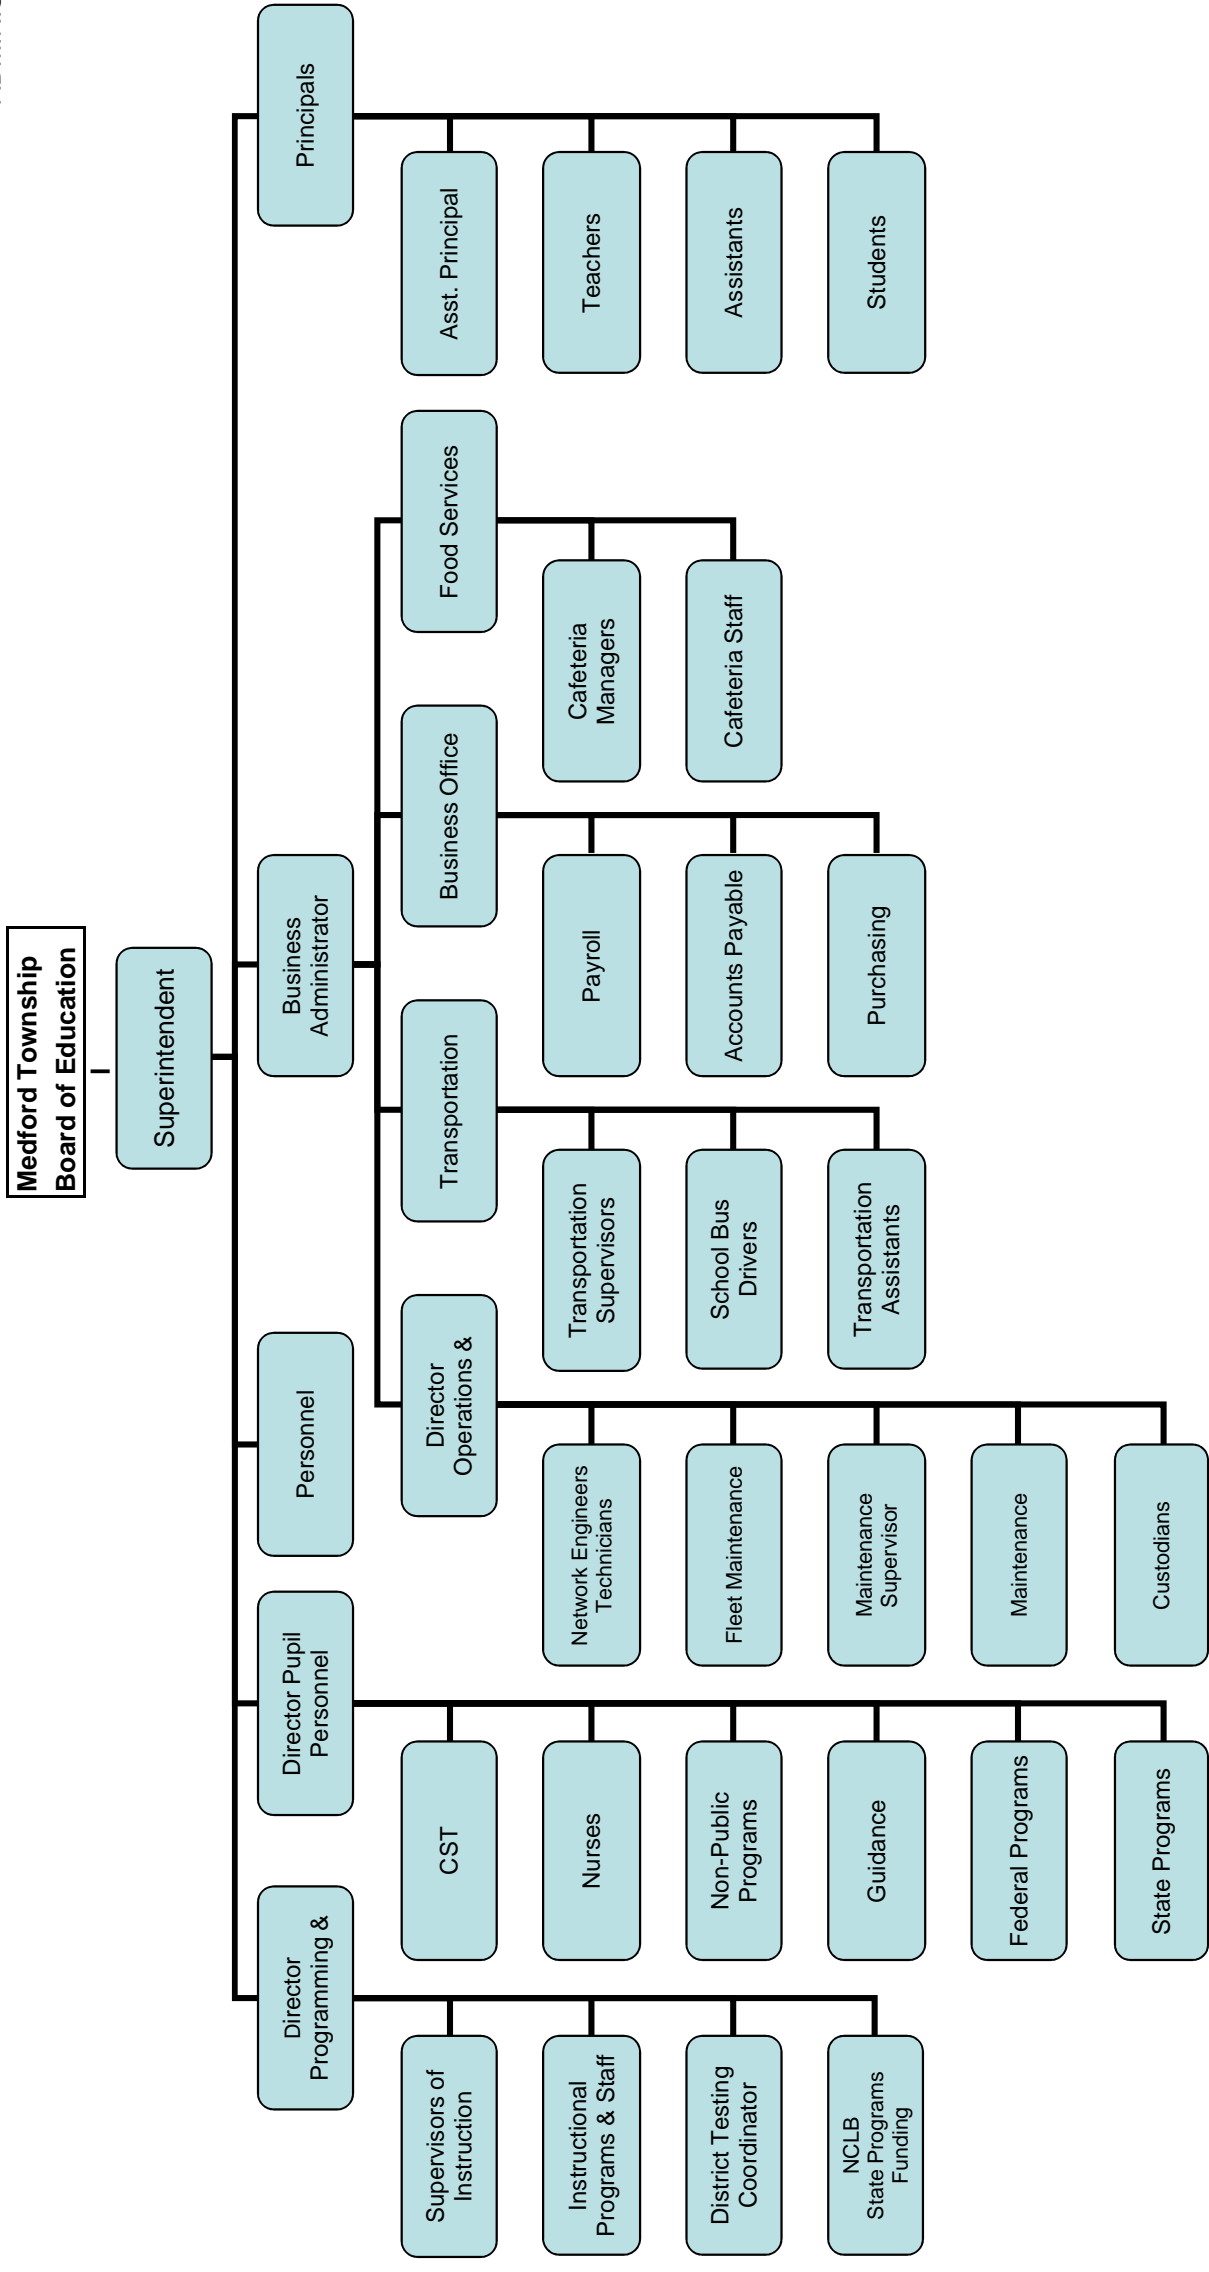 Medford Township
Board of Education
Superintendent
Director
Programming &
Director Pupil
Personnel
Personnel
Business
Administrator
Principals
Supervisors of
Instruction
Instructional
Programs & Staff
District Testing
Coordinator
NCLB
State Programs
Funding
CST
Nurses
Non-Public
Programs
Guidance
Federal Programs
State Programs
Director
Operations &
Network Engineers
Technicians
Fleet Maintenance
Maintenance
Supervisor
Maintenance
Custodians
Transportation
Transportation
Supervisors
School Bus
Drivers
Transportation
Assistants
Business Office
Payroll
Accounts Payable
Purchasing
Food Services
Cafeteria
Managers
Cafeteria Staff
Asst. Principal
Teachers
Assistants
Students